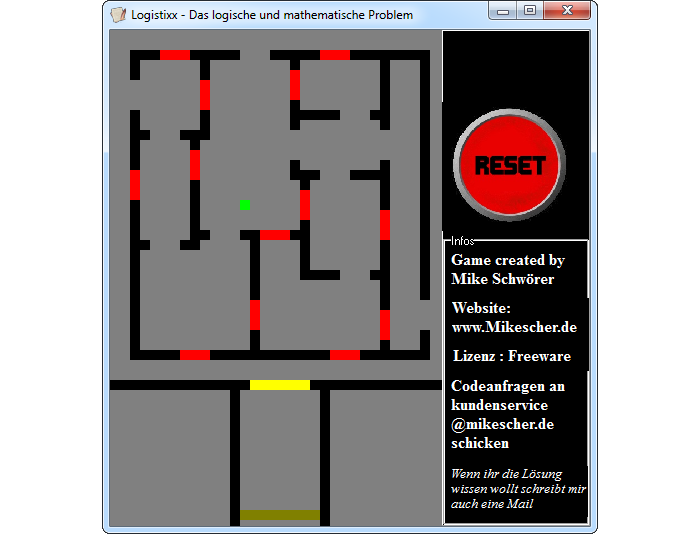 Logistixx - Das logische und mathematische Problem
RESET
Infos
Game created by
Mike Schwörer
Website:
www.Mikescher.de
Lizenz : Freeware
Codeanfragen an
kundenservice
@mikescher.de
schicken
Wenn ihr die Lösung
wissen wollt schreibt mir
auch eine Mail